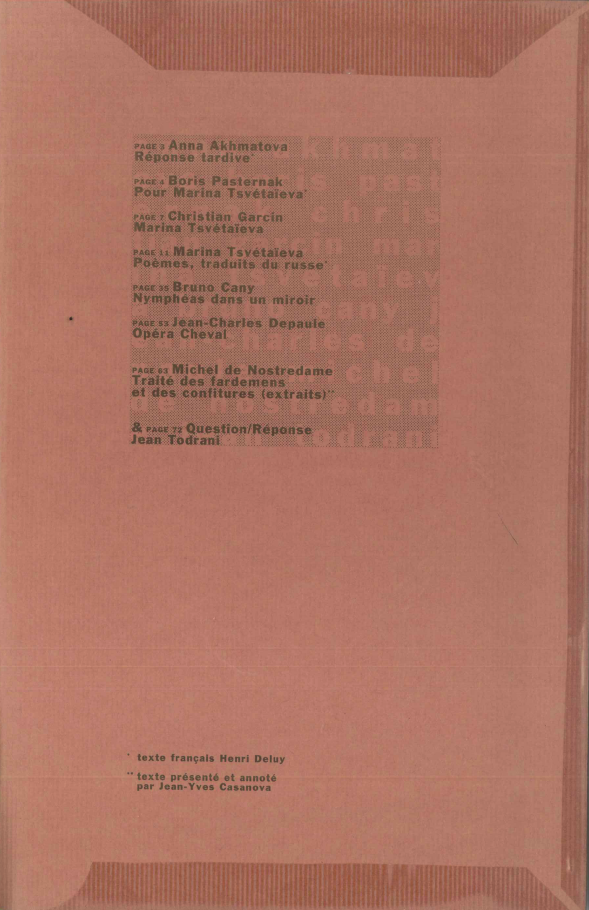 PAGE 3 Anna Akhmatova
Réponse tardive*
PAGE 4 Boris Pasternak
Pour Marina Tsvétaïeva*
PAGE 7 Christian Garcin
Marina Tsvétaïeva
PAGE 11 Marina Tsvétaïeva
Poèmes, traduits du russe*
PAGE 35 Bruno Cany
Nymphéas dans un miroir
PAGE 53 Jean-Charles Depaule
Opéra Cheval
PAGE 63 Michel de Nostredame
Traité des fardemens
et des confitures (extraits)**
& PAGE 72 Question/Réponse
Jean Todrani
* texte français Henri Deluy
** texte présenté et annoté
par Jean-Yves Casanova